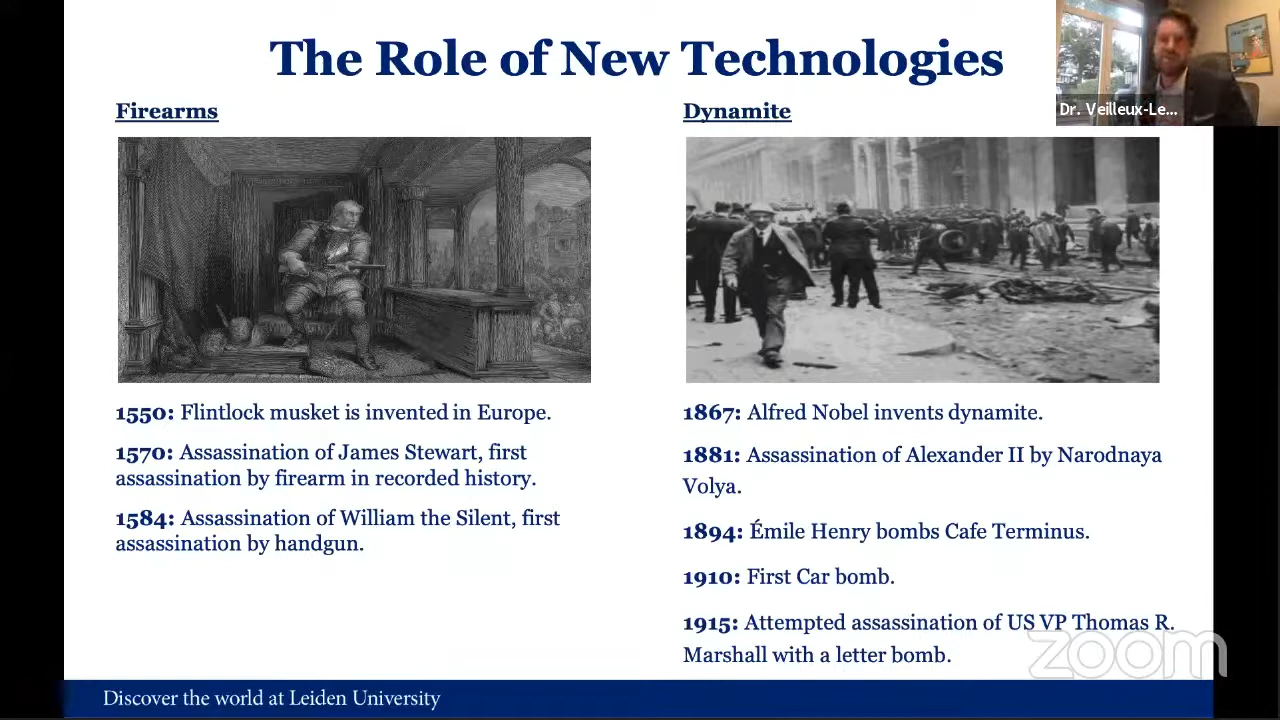 The Role of New Technologies
Dr. Veilleux-Le...
Firearms
1550: Flintlock musket is invented in Europe.
1570: Assassination of James Stewart, first
assassination by firearm in recorded history.
1584: Assassination of William the Silent, first
assassination by handgun.
Dynamite
1867: Alfred Nobel invents dynamite.
1881: Assassination of Alexander II by Narodnaya
Volya.
1894: Émile Henry bombs Cafe Terminus.
1910: First Car bomb.
1915: Attempted assassination of US VP Thomas R.
Marshall with a letter bomb.
zoom
Discover the world at Leiden University